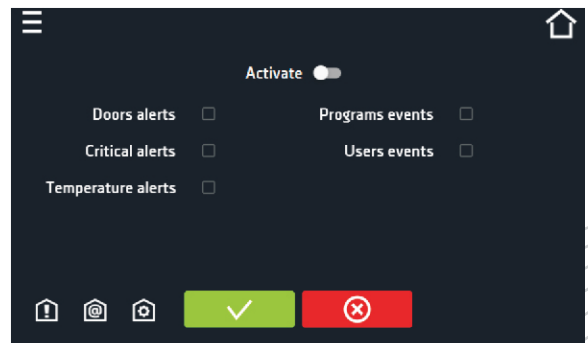 Activate
Doors alerts Programs events
Critical alerts Users events
Temperature alerts